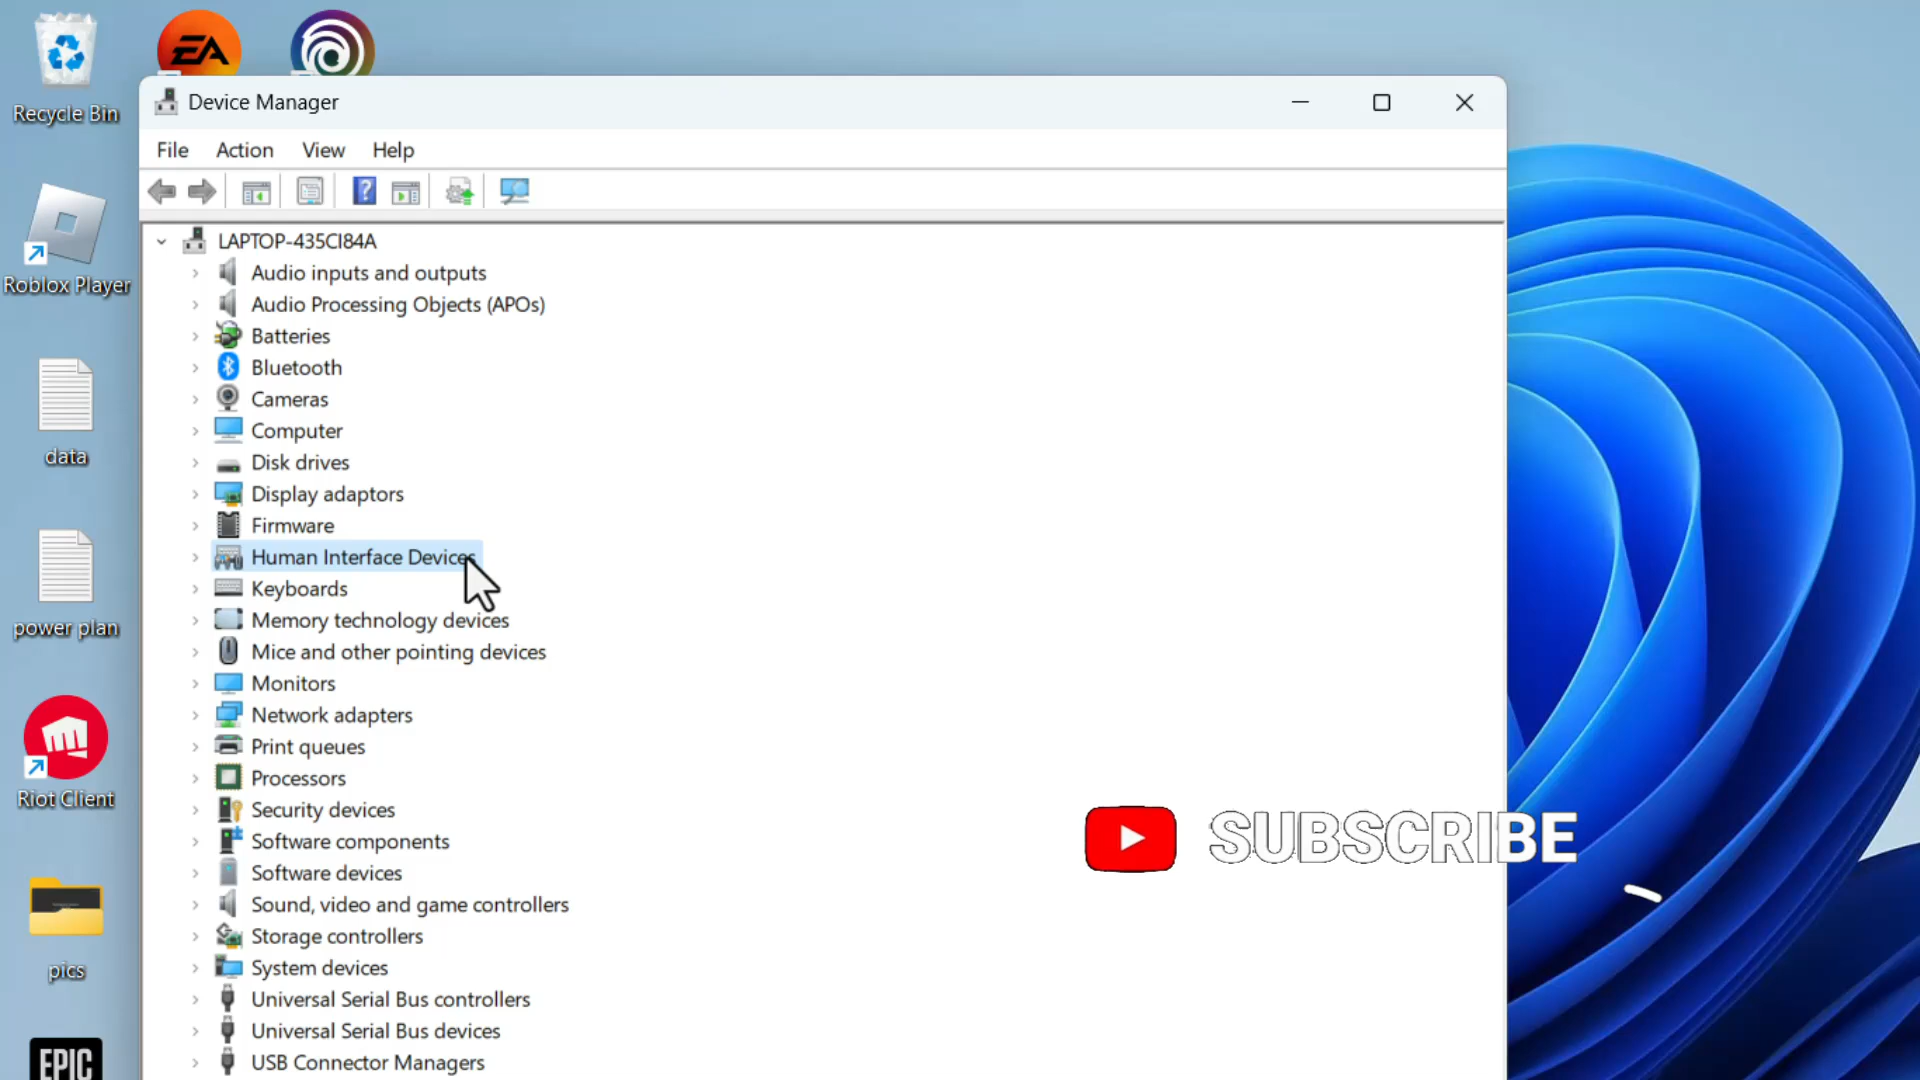 EA
Recycle Bin
Roblox Player
data
power plan
Riot Client
pics
EPIC
Device Manager
File Action View Help
LAPTOP-435CI84A
Audio inputs and outputs
Audio Processing Objects (APOs)
Batteries
Bluetooth
Cameras
Computer
Disk drives
Display adaptors
Firmware
Human Interface Devices
Keyboards
Memory technology devices
Mice and other pointing devices
Monitors
Network adapters
Print queues
Processors
Security devices
Software components
Software devices
Sound, video and game controllers
Storage controllers
System devices
Universal Serial Bus controllers
Universal Serial Bus devices
USB Connector Managers
SUBSCRIBE